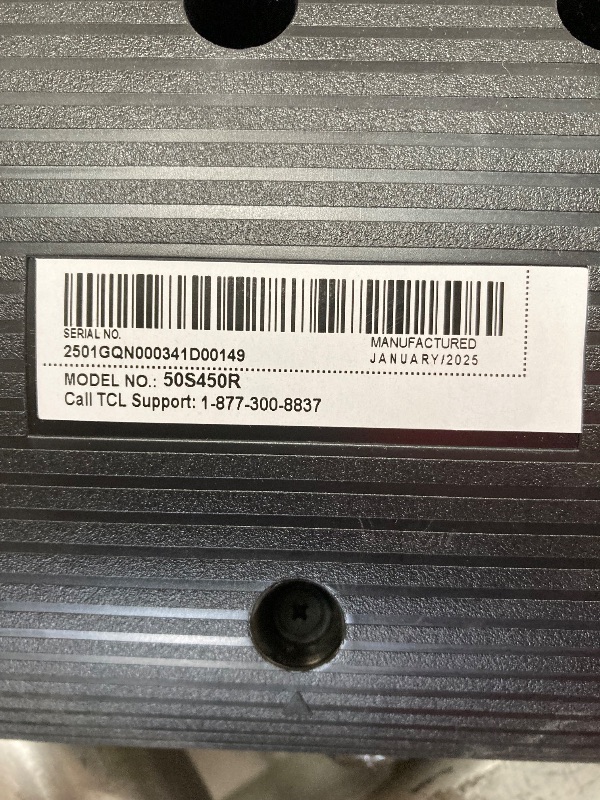 SERIAL NO.
2501GQN000341D00149
MANUFACTURED
JANUARY/2025
MODEL NO.: 50S450R
Call TCL Support: 1-877-300-8837